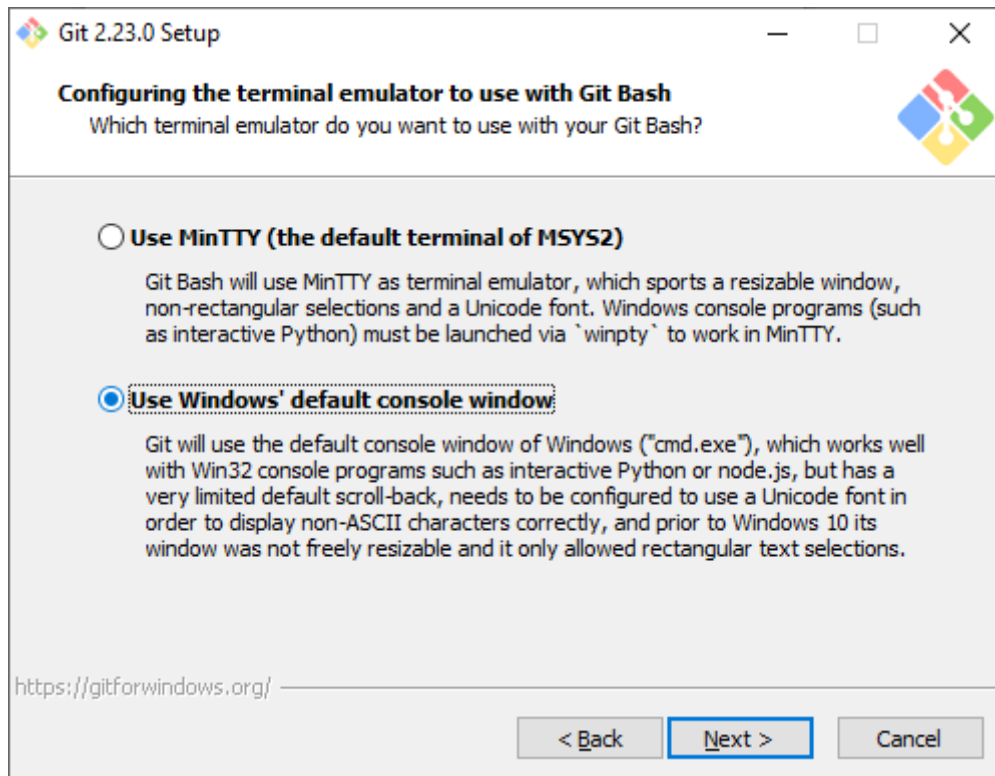 Git 2.23.0 Setup
Configuring the terminal emulator to use with Git Bash
Which terminal emulator do you want to use with your Git Bash?
Use MinTTY (the default terminal of MSYS2)
Git Bash will use MinTTY as terminal emulator, which sports a resizable window,
non-rectangular selections and a Unicode font. Windows console programs (such
as interactive Python) must be launched via `winpty` to work in MinTTY.
Use Windows' default console window
Git will use the default console window of Windows ("cmd.exe"), which works well
with Win32 console programs such as interactive Python or node.js, but has a
very limited default scroll-back, needs to be configured to use a Unicode font in
order to display non-ASCII characters correctly, and prior to Windows 10 its
window was not freely resizable and it only allowed rectangular text selections.
https://gitforwindows.org/
< Back Next > Cancel